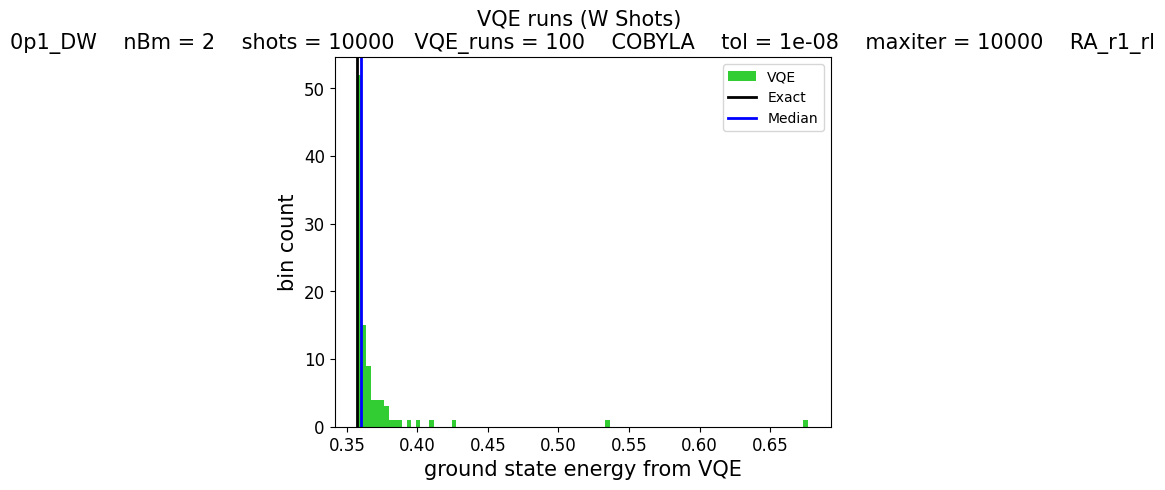 VQE runs (W Shots)
0p1_DW    nBm = 2    shots = 10000   VQE_runs = 100    COBYLA    tol = 1e-08    maxiter = 10000    RA_r1_rl
VQE
Exact
Median
bin count
50
40
30
20
10
0
0.35 0.40 0.45 0.50 0.55 0.60 0.65
ground state energy from VQE